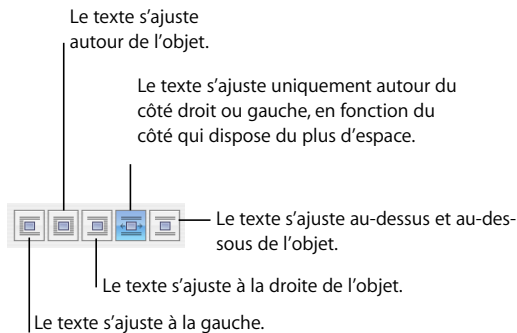 Le texte s’ajuste
autour de l’objet.
Le texte s’ajuste uniquement autour du
côté droit ou gauche, en fonction du
côté qui dispose du plus d’espace.
Le texte s’ajuste au-dessus et au-des-
sous de l’objet.
Le texte s’ajuste à la droite de l’objet.
Le texte s’ajuste à la gauche.